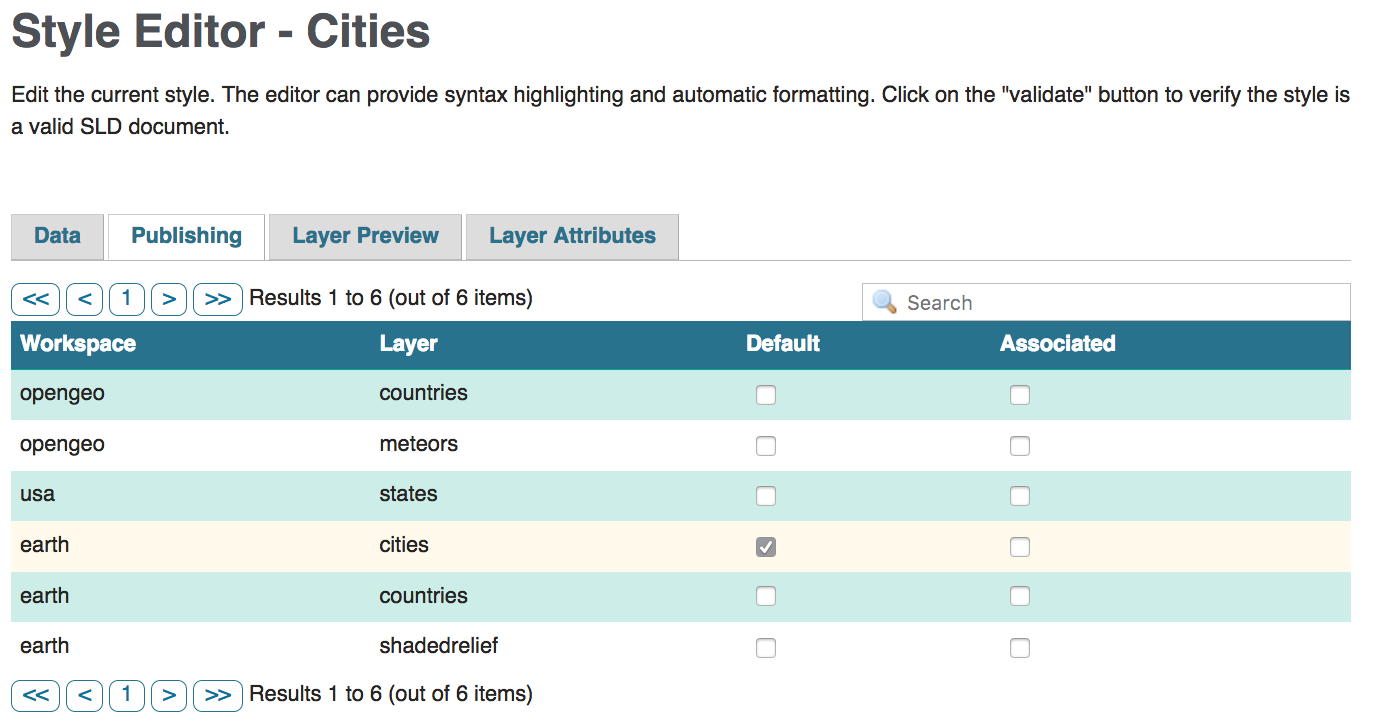 Style Editor - Cities
Edit the current style. The editor can provide syntax highlighting and automatic formatting. Click on the "validate" button to verify the style is
a valid SLD document.
Data Publishing Layer Preview Layer Attributes
<< < 1 > >> Results 1 to 6 (out of 6 items) Search
Workspace Layer Default Associated
opengeo countries
opengeo meteors
usa states
earth cities
earth countries
earth shadedrelief
<< < 1 > >> Results 1 to 6 (out of 6 items)